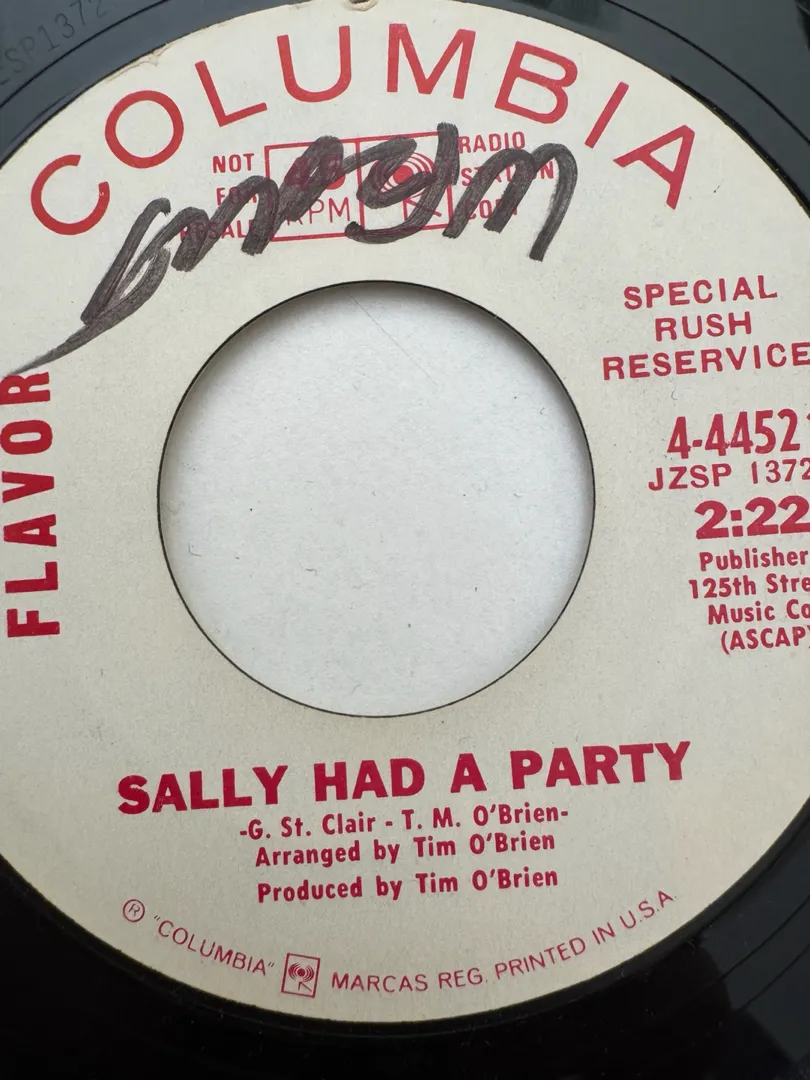 COLUMBIA
NOT
FOR
RESALE
45
RPM
RADIO
STATION
COPY
SPECIAL
RUSH
RESERVICE
FLAVOR
4-4452
JZSP 1372
2:22
Publisher
125th Stre
Music Co
(ASCAP)
SALLY HAD A PARTY
-G. St. Clair - T. M. O'Brien-
Arranged by Tim O'Brien
Produced by Tim O'Brien
® "COLUMBIA" MARCAS REG. PRINTED IN U.S.A.